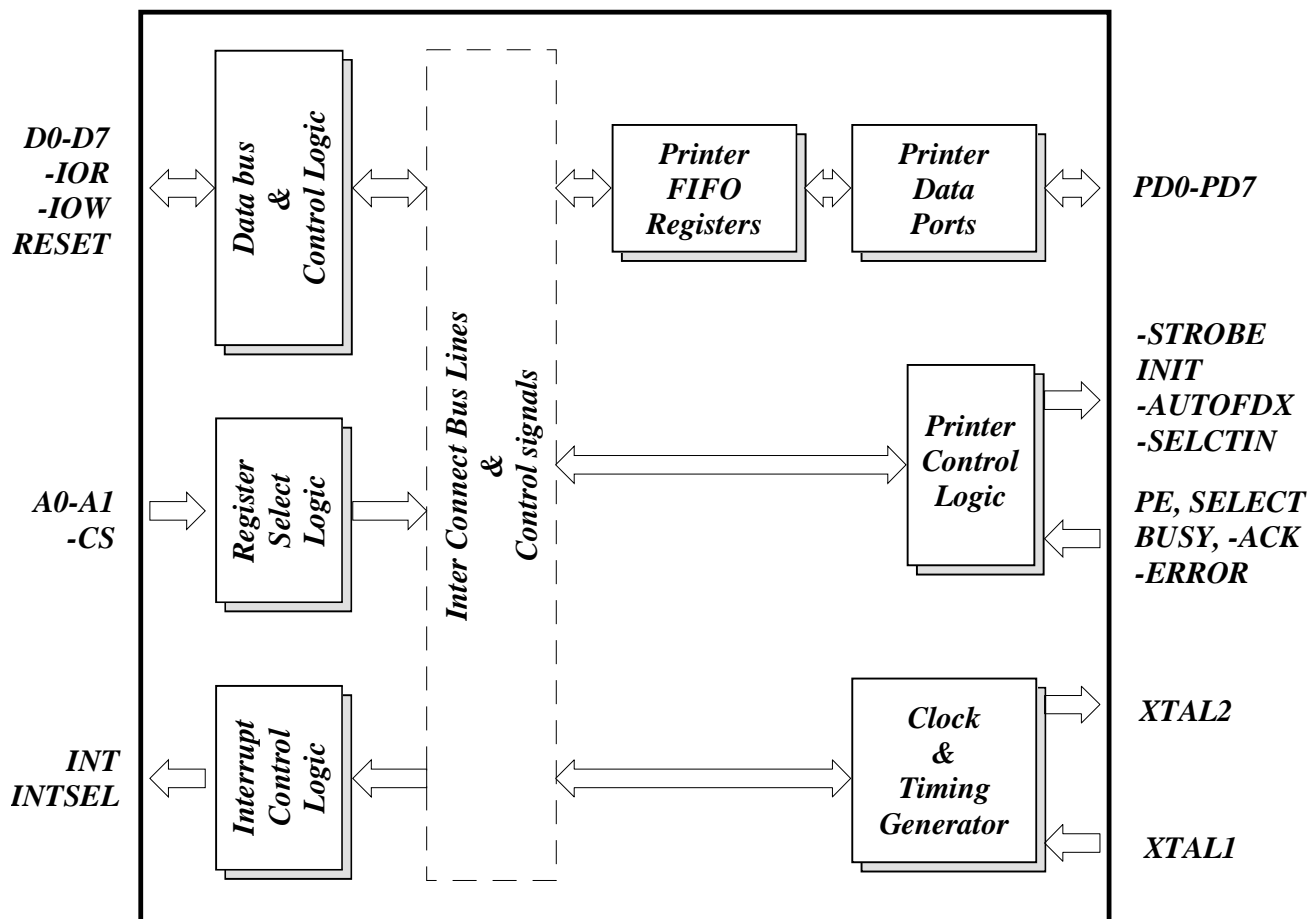 D0-D7
-IOR
-IOW
RESET
Data bus
&
Control Logic
A0-A1
-CS
Register
Select
Logic
INT
INTSEL
Interrupt
Control
Logic
Inter Connect Bus Lines
&
Control signals
Printer
FIFO
Registers
Printer
Data
Ports
PD0-PD7
Printer
Control
Logic
-STROBE
INIT
-AUTOFDX
-SELCTIN
PE, SELECT
BUSY, -ACK
-ERROR
Clock
&
Timing
Generator
XTAL2
XTAL1